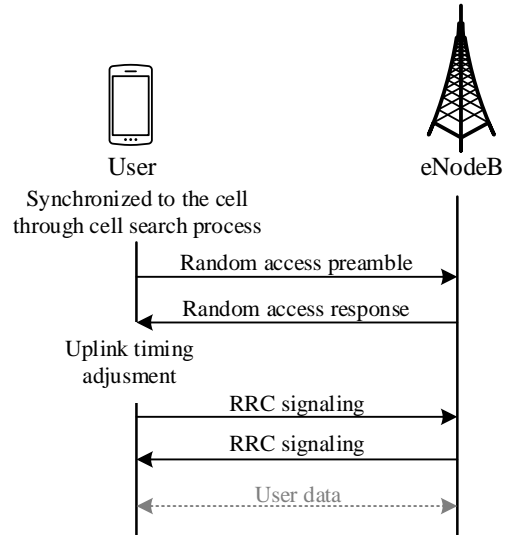 User
eNodeB
Synchronized to the cell
through cell search process
Random access preamble
Random access response
Uplink timing
adjusment
RRC signaling
RRC signaling
User data